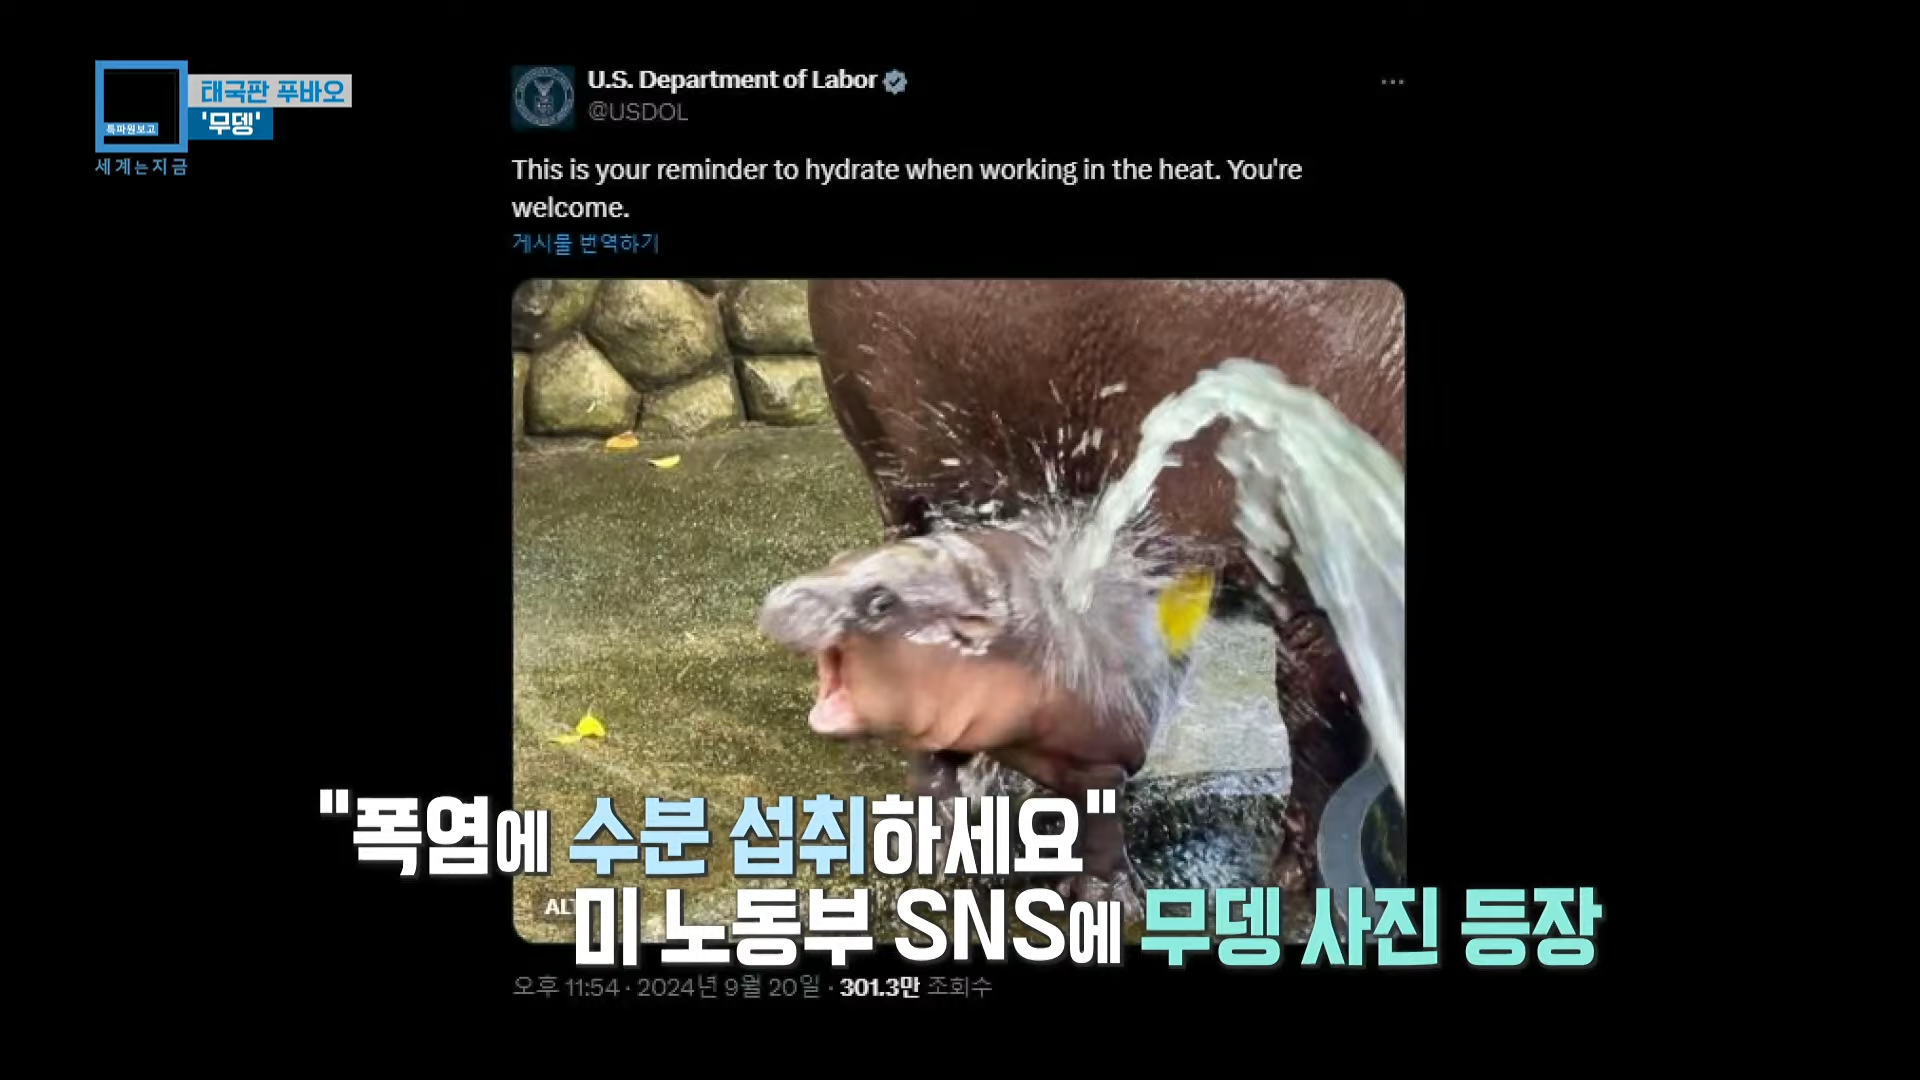 특파원보고
세계는지금
태국판 푸바오
'무뎅'
U.S. Department of Labor
@USDOL
This is your reminder to hydrate when working in the heat. You're
welcome.
게시물 번역하기
"폭염에 수분 섭취하세요"
ALT
미 노동부 SNS에 무뎅 사진 등장
오후 11:54 · 2024년 9월 20일 · 301.3만 조회수